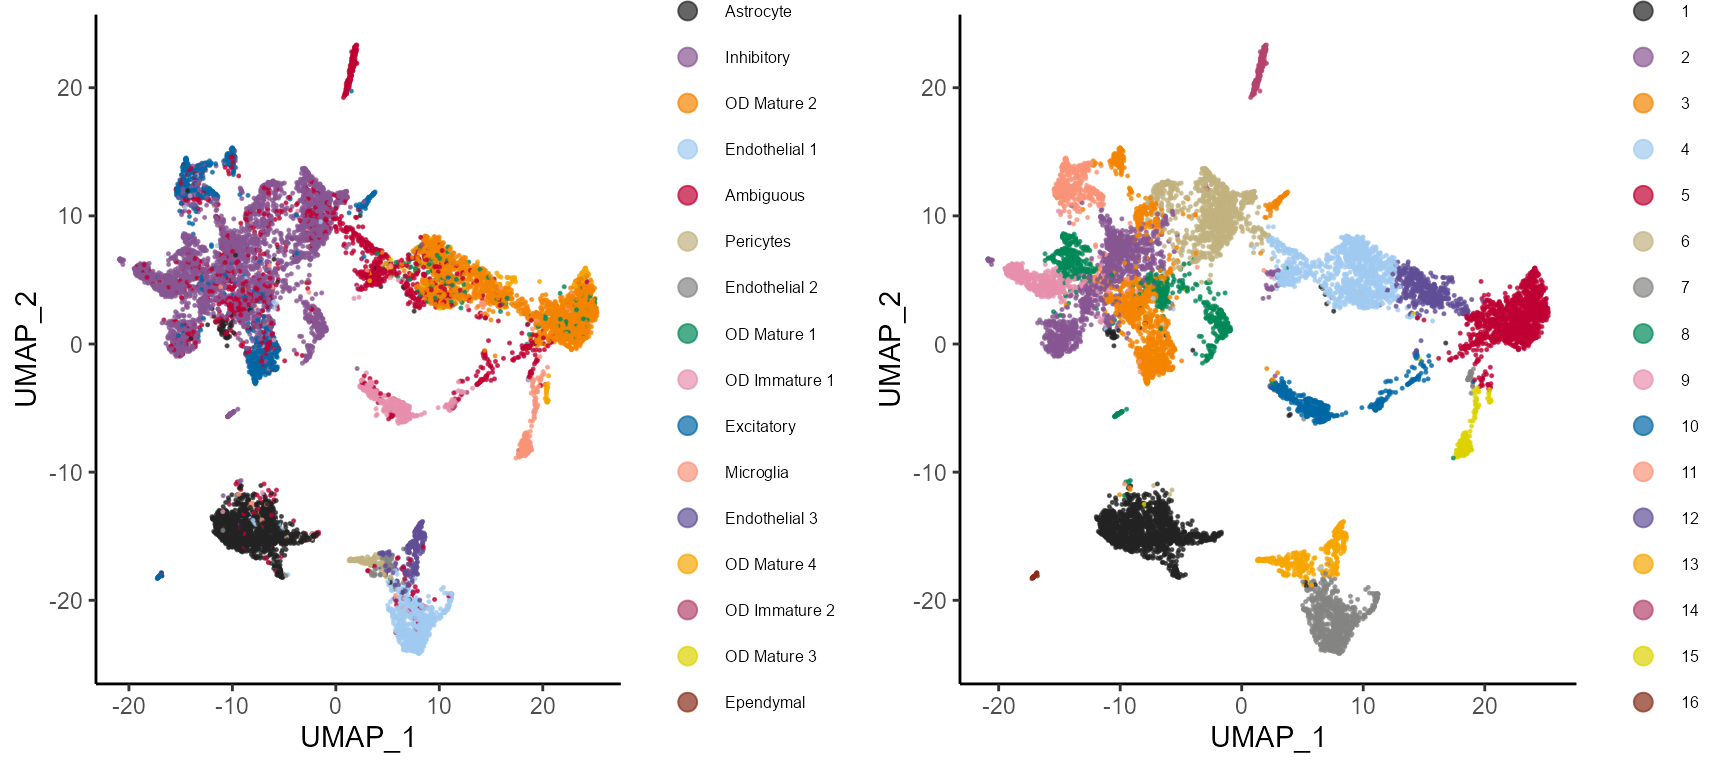 Astrocyte
Inhibitory
OD Mature 2
Endothelial 1
Ambiguous
Pericytes
Endothelial 2
OD Mature 1
OD Immature 1
Excitatory
Microglia
Endothelial 3
OD Mature 4
OD Immature 2
OD Mature 3
Ependymal
20
10
0
-10
-20
UMAP_2
-20
-10
0
10
20
UMAP_1
1
2
3
4
5
6
7
8
9
10
11
12
13
14
15
16
20
10
0
-10
-20
UMAP_2
-20
-10
0
10
20
UMAP_1